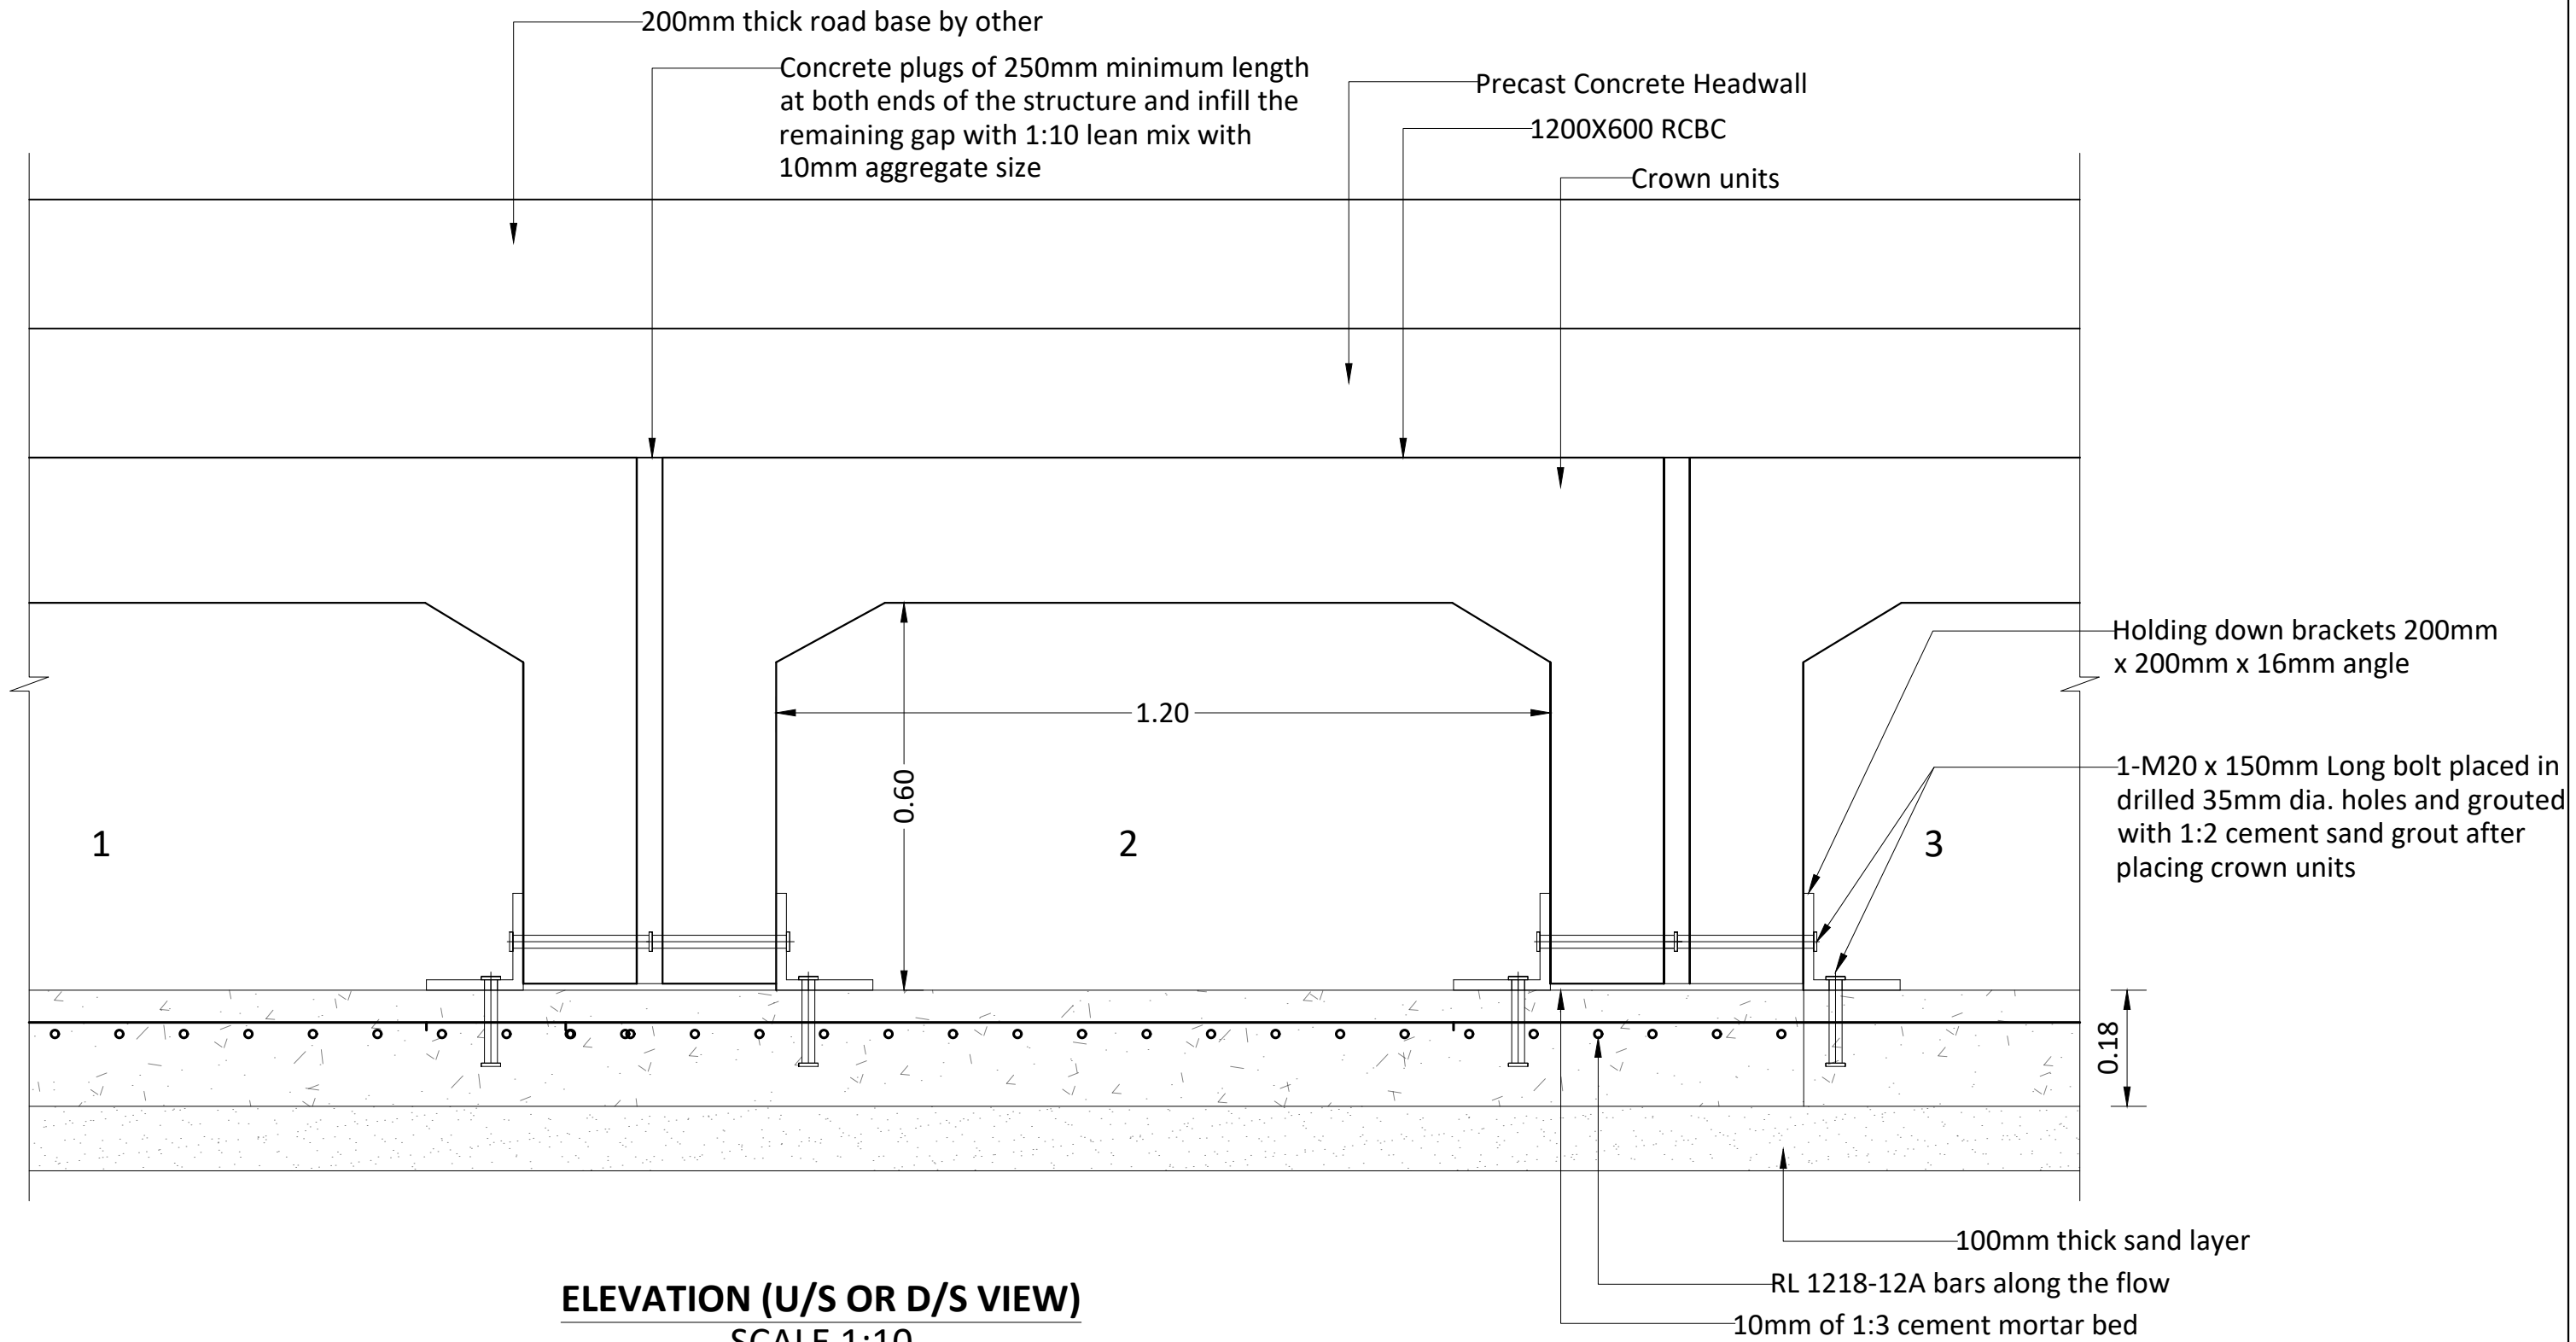 200mm thick road base by other
Concrete plugs of 250mm minimum length
at both ends of the structure and infill the
remaining gap with 1:10 lean mix with
10mm aggregate size
Precast Concrete Headwall
1200X600 RCBC
Crown units
Holding down brackets 200mm
x 200mm x 16mm angle
1.20
0.60
1-M20 x 150mm Long bolt placed in
drilled 35mm dia. holes and grouted
with 1:2 cement sand grout after
placing crown units
1
2
3
0.18
100mm thick sand layer
RL 1218-12A bars along the flow
10mm of 1:3 cement mortar bed
ELEVATION (U/S OR D/S VIEW)
SCALE 1:10